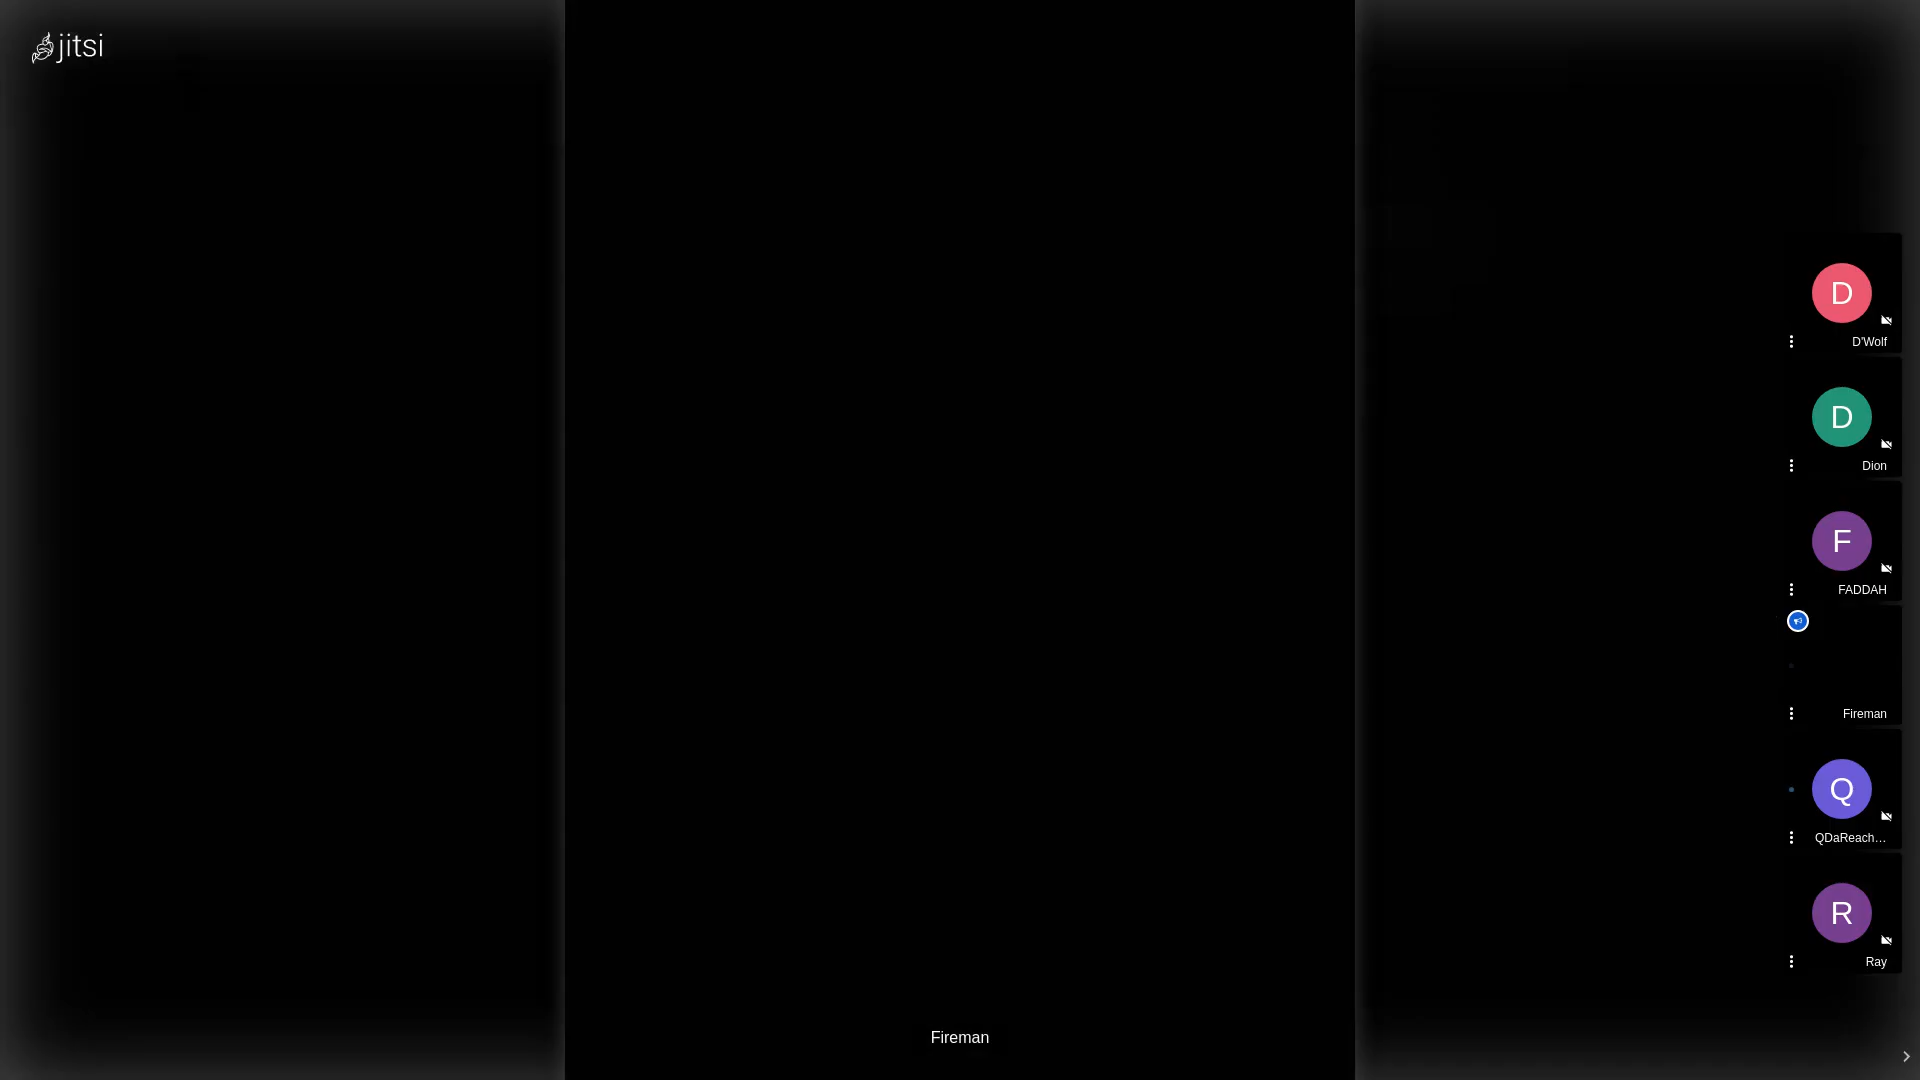 jitsi
D
D'Wolf
D
Dion
F
FADDAH
Fireman
Q
QDaReach…
R
Ray
Fireman